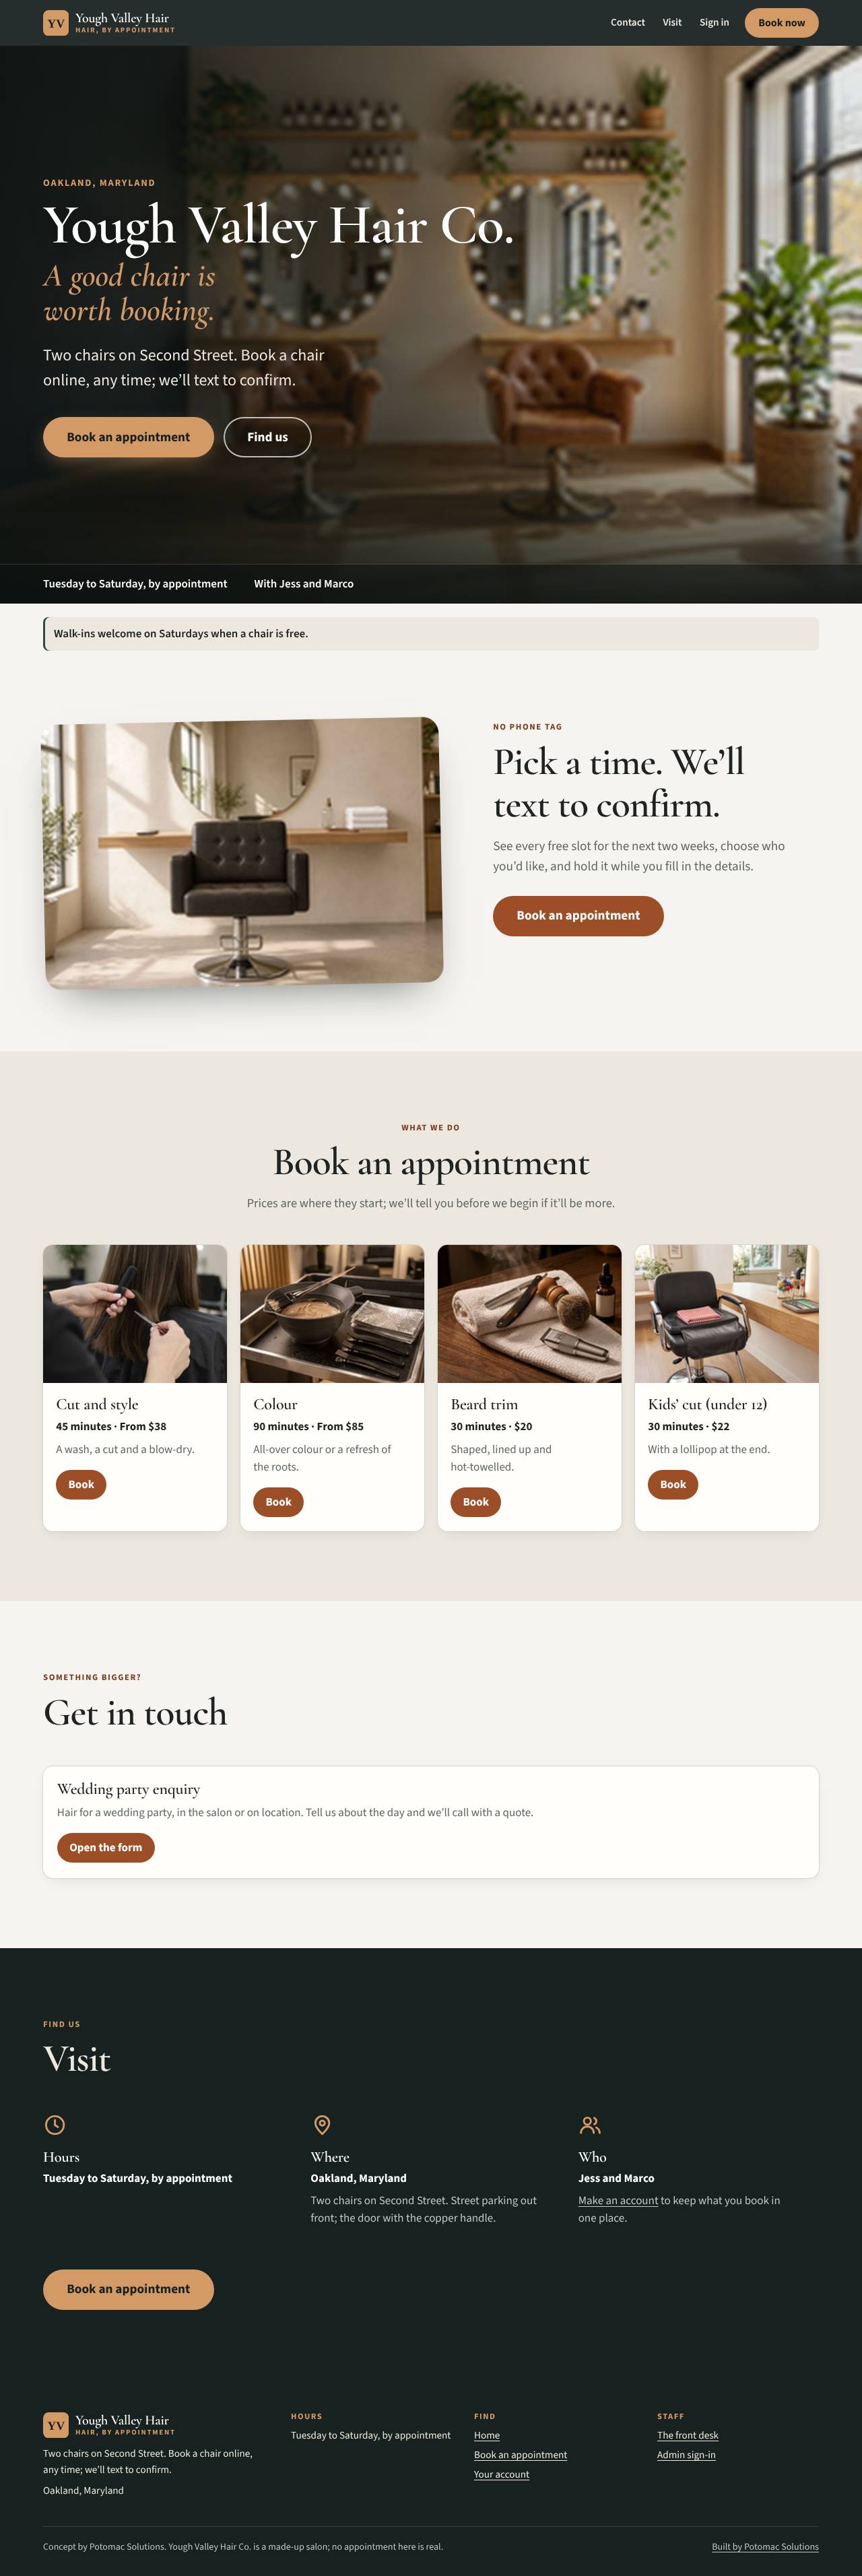 YV
Yough Valley Hair
HAIR, BY APPOINTMENT
Contact
Visit
Sign in
Book now
OAKLAND, MARYLAND
Yough Valley Hair Co.
A good chair is
worth booking.
Two chairs on Second Street. Book a chair
online, any time; we’ll text to confirm.
Book an appointment
Find us
Tuesday to Saturday, by appointment
With Jess and Marco
Walk-ins welcome on Saturdays when a chair is free.
NO PHONE TAG
Pick a time. We’ll
text to confirm.
See every free slot for the next two weeks, choose who
you’d like, and hold it while you fill in the details.
Book an appointment
WHAT WE DO
Book an appointment
Prices are where they start; we’ll tell you before we begin if it’ll be more.
Cut and style
45 minutes · From $38
A wash, a cut and a blow-dry.
Book
Colour
90 minutes · From $85
All-over colour or a refresh of
the roots.
Book
Beard trim
30 minutes · $20
Shaped, lined up and
hot-towelled.
Book
Kids’ cut (under 12)
30 minutes · $22
With a lollipop at the end.
Book
SOMETHING BIGGER?
Get in touch
Wedding party enquiry
Hair for a wedding party, in the salon or on location. Tell us about the day and we’ll call with a quote.
Open the form
FIND US
Visit
Hours
Tuesday to Saturday, by appointment
Where
Oakland, Maryland
Two chairs on Second Street. Street parking out
front; the door with the copper handle.
Who
Jess and Marco
Make an account to keep what you book in
one place.
Book an appointment
YV
Yough Valley Hair
HAIR, BY APPOINTMENT
Two chairs on Second Street. Book a chair online,
any time; we’ll text to confirm.
Oakland, Maryland
HOURS
Tuesday to Saturday, by appointment
FIND
Home
Book an appointment
Your account
STAFF
The front desk
Admin sign-in
Concept by Potomac Solutions. Yough Valley Hair Co. is a made-up salon; no appointment here is real.
Built by Potomac Solutions